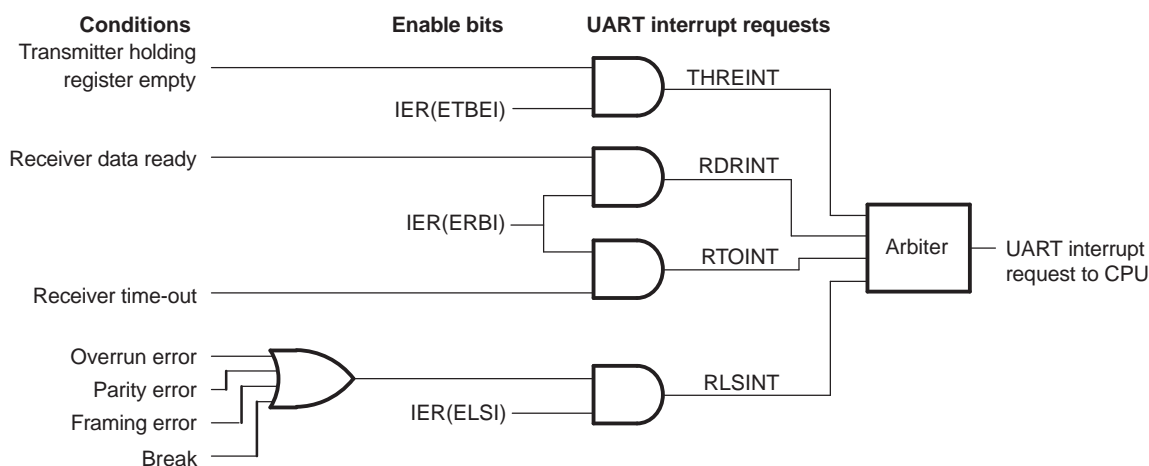 Conditions
Enable bits
UART interrupt requests
Transmitter holding
register empty
THREINT
IER(ETBEI)
Receiver data ready
RDRINT
IER(ERBI)
Arbiter
UART interrupt
request to CPU
RTOINT
Receiver time-out
Overrun error
Parity error
Framing error
Break
RLSINT
IER(ELSI)